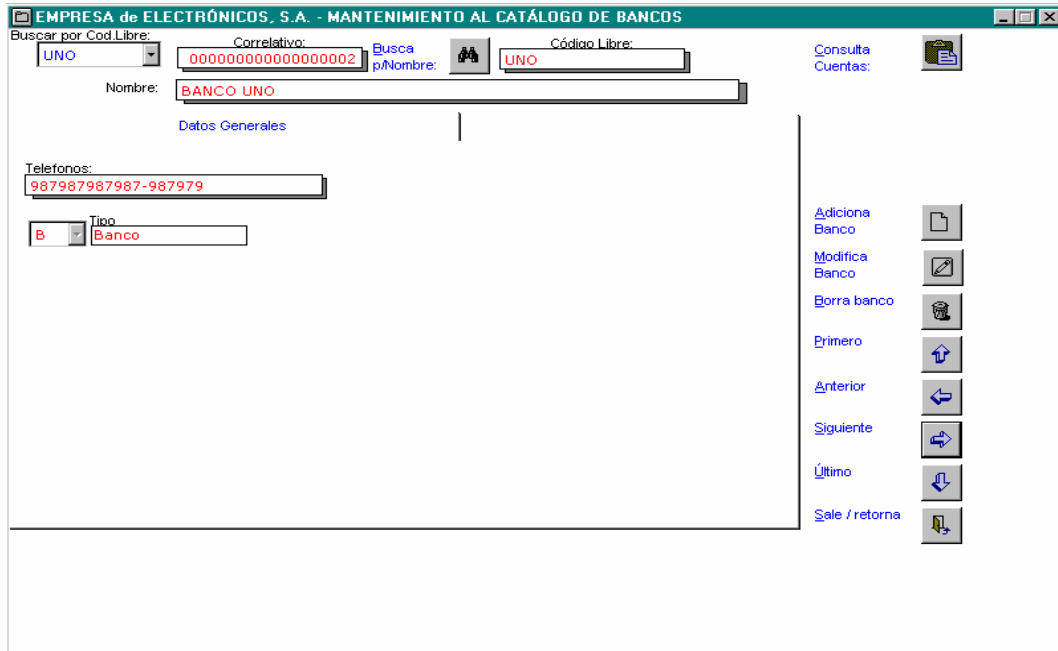 EMPRESA de ELECTRÓNICOS, S.A. - MANTENIMIENTO AL CATÁLOGO DE BANCOS
Buscar por Cod.Libre:
UNO
Correlativo:
000000000000000002
Busca
p/Nombre:
Código Libre:
UNO
Consulta
Cuentas:
Nombre:
BANCO UNO
Datos Generales
Telefonos:
987987987987-987979
B
Tipo
Banco
Adiciona
Banco
Modifica
Banco
Borra banco
Primero
Anterior
Siguiente
Último
Sale / retorna